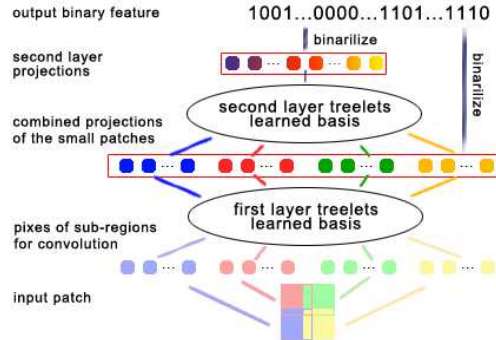 output binary feature
1001...0000...1101...1110
binarilize
second layer
projections
binarilize
second layer treelets
learned basis
combined projections
of the small patches
first layer treelets
learned basis
pixes of sub-regions
for convolution
input patch